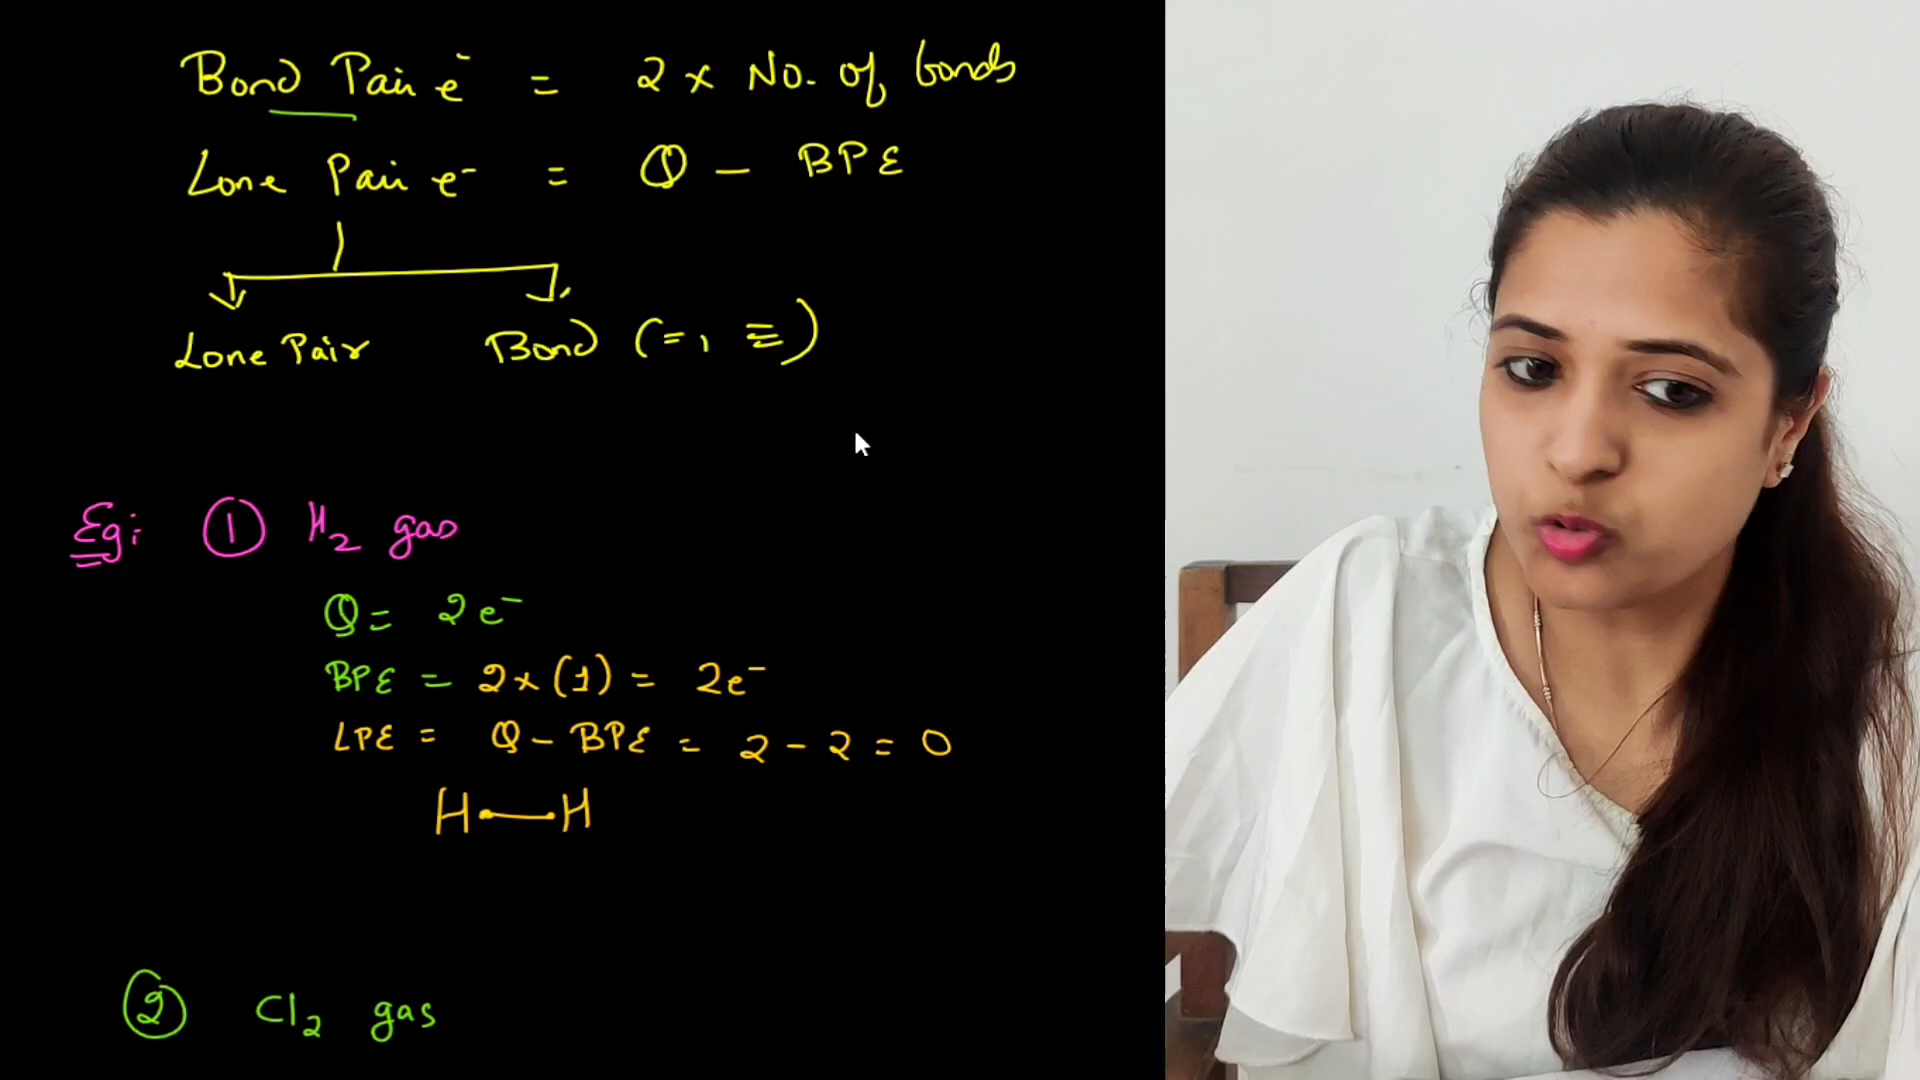 Bond Pair e⁻ = 2 × No. of bonds
Lone Pair e⁻ = Q - BPE
Lone Pair Bond (=, ≡)
Eg: ① H₂ gas
Q = 2e⁻
BPE = 2×(1) = 2e⁻
LPE = Q - BPE = 2 - 2 = 0
H—H
② Cl₂ gas